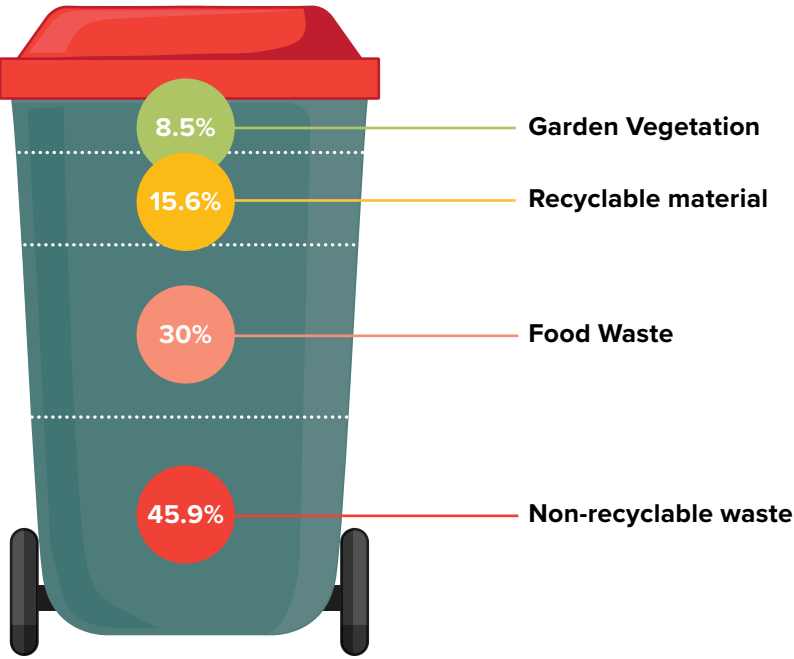 8.5% Garden Vegetation
15.6% Recyclable material
30% Food Waste
45.9% Non-recyclable waste